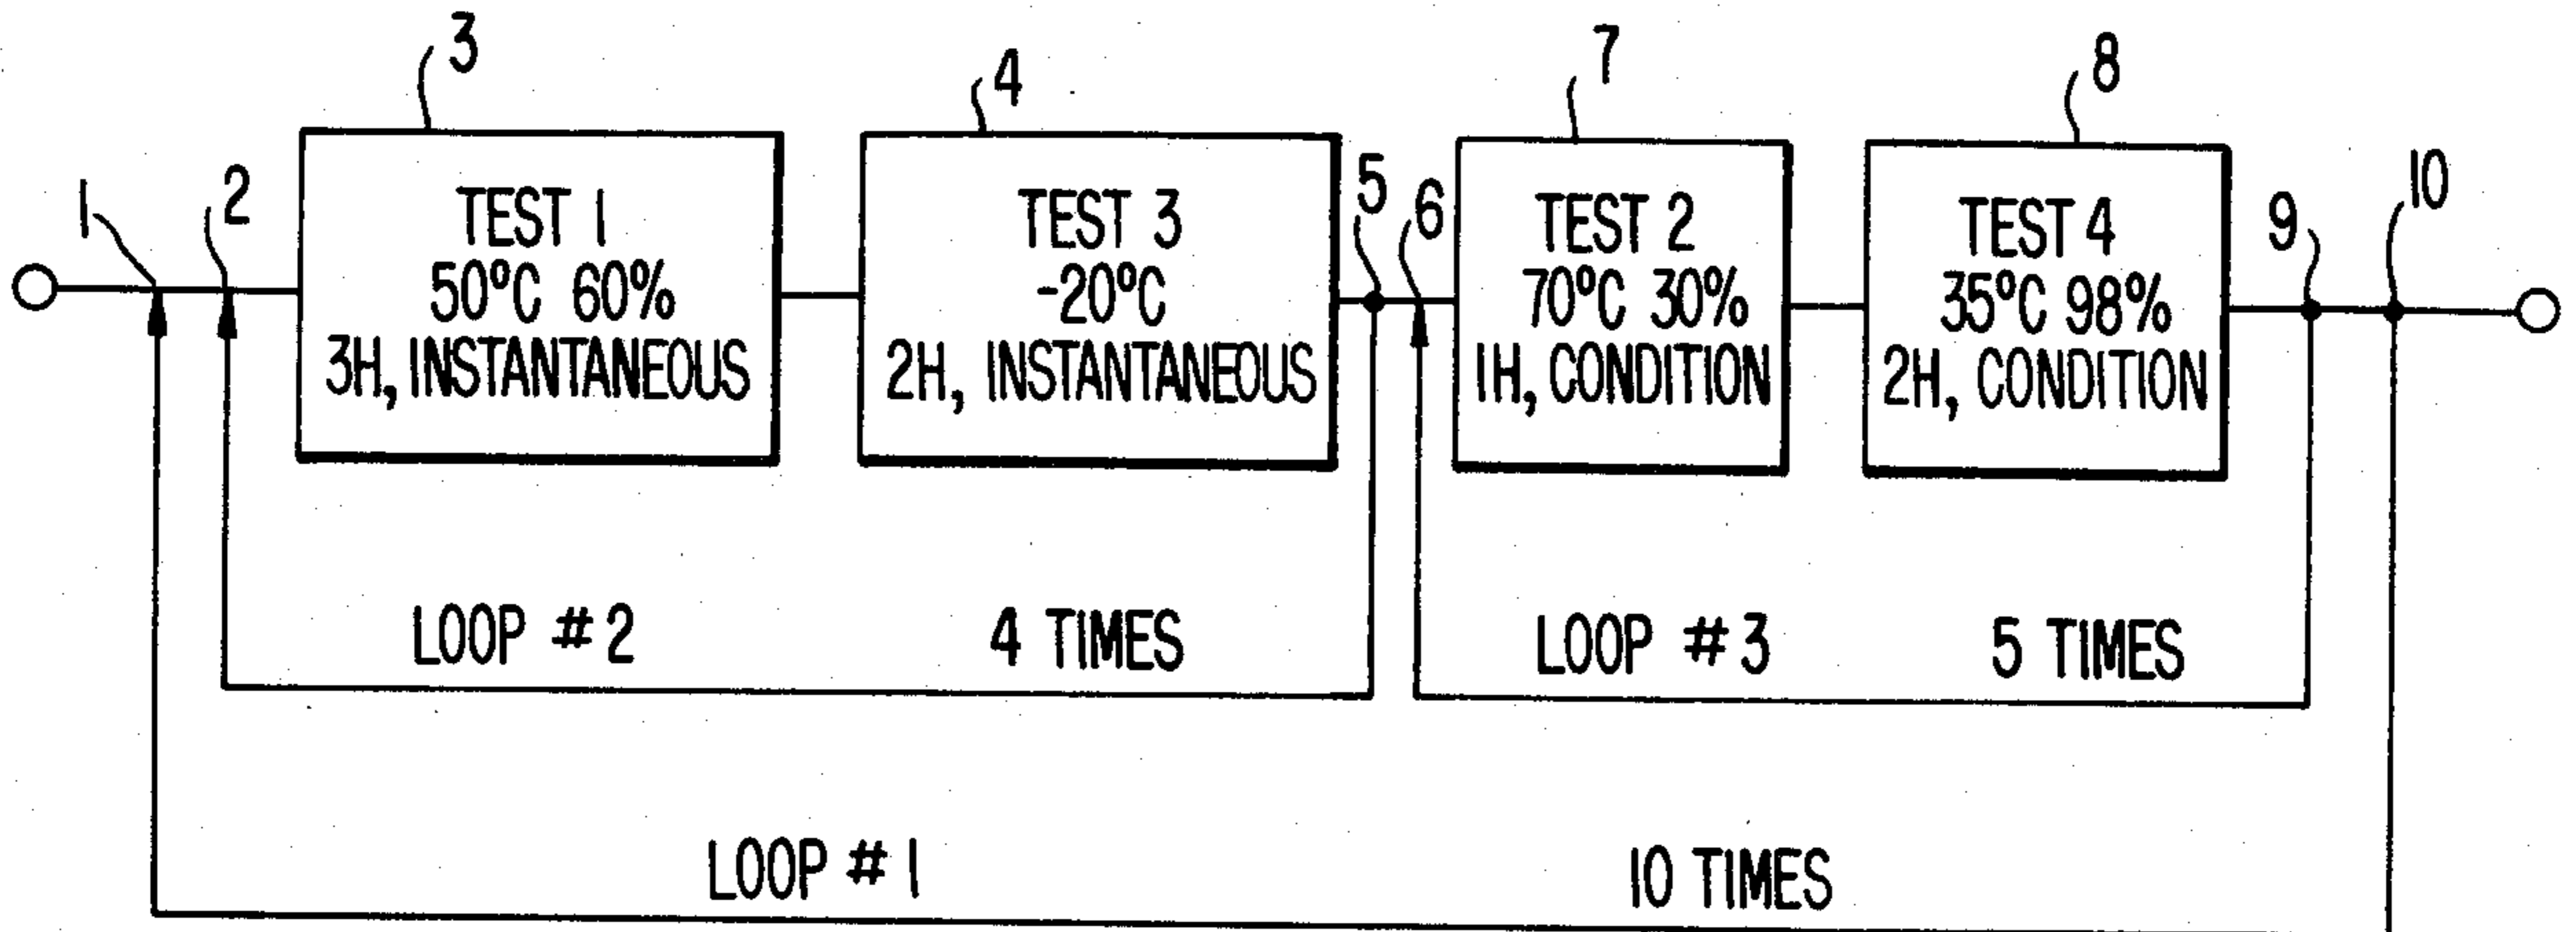 3
4
7
8
1
2
5
6
9
10
TEST 1
50°C 60%
3H, INSTANTANEOUS
TEST 3
-20°C
2H, INSTANTANEOUS
TEST 2
70°C 30%
1H, CONDITION
TEST 4
35°C 98%
2H, CONDITION
LOOP #2
4 TIMES
LOOP #3
5 TIMES
LOOP #1
10 TIMES